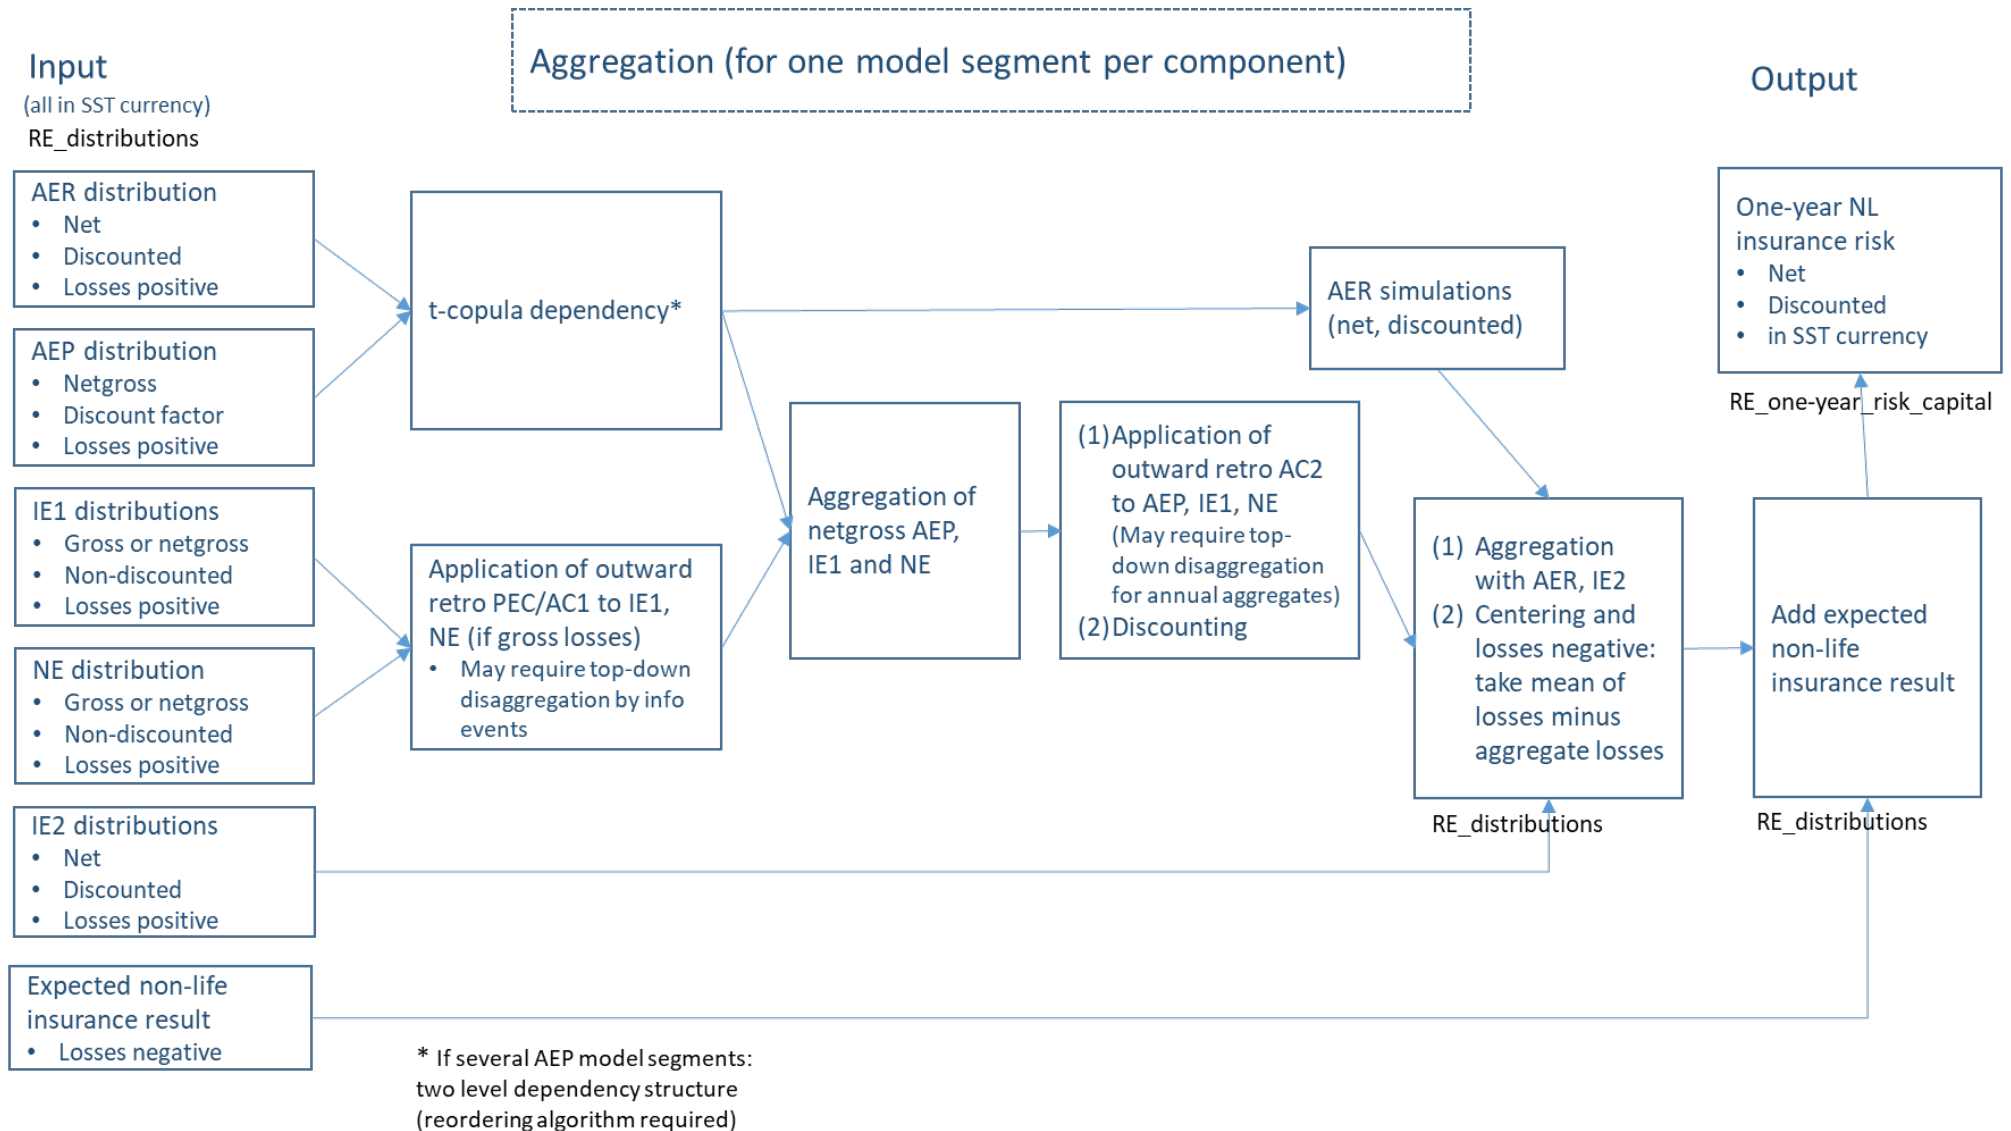 Aggregation (for one model segment per component)
Input
(all in SST currency)
RE_distributions
Output
AER distribution
• Net
• Discounted
• Losses positive
AEP distribution
• Netgross
• Discount factor
• Losses positive
IE1 distributions
• Gross or netgross
• Non-discounted
• Losses positive
NE distribution
• Gross or netgross
• Non-discounted
• Losses positive
IE2 distributions
• Net
• Discounted
• Losses positive
Expected non-life
insurance result
• Losses negative
t-copula dependency*
Application of outward
retro PEC/AC1 to IE1,
NE (if gross losses)
• May require top-down
disaggregation by info
events
* If several AEP model segments:
two level dependency structure
(reordering algorithm required)
Aggregation of
netgross AEP,
IE1 and NE
(1) Application of
outward retro AC2
to AEP, IE1, NE
(May require top-
down disaggregation
for annual aggregates)
(2) Discounting
AER simulations
(net, discounted)
(1) Aggregation
with AER, IE2
(2) Centering and
losses negative:
take mean of
losses minus
aggregate losses
RE_distributions
Add expected
non-life
insurance result
RE_distributions
One-year NL
insurance risk
• Net
• Discounted
• in SST currency
RE_one-year_risk_capital